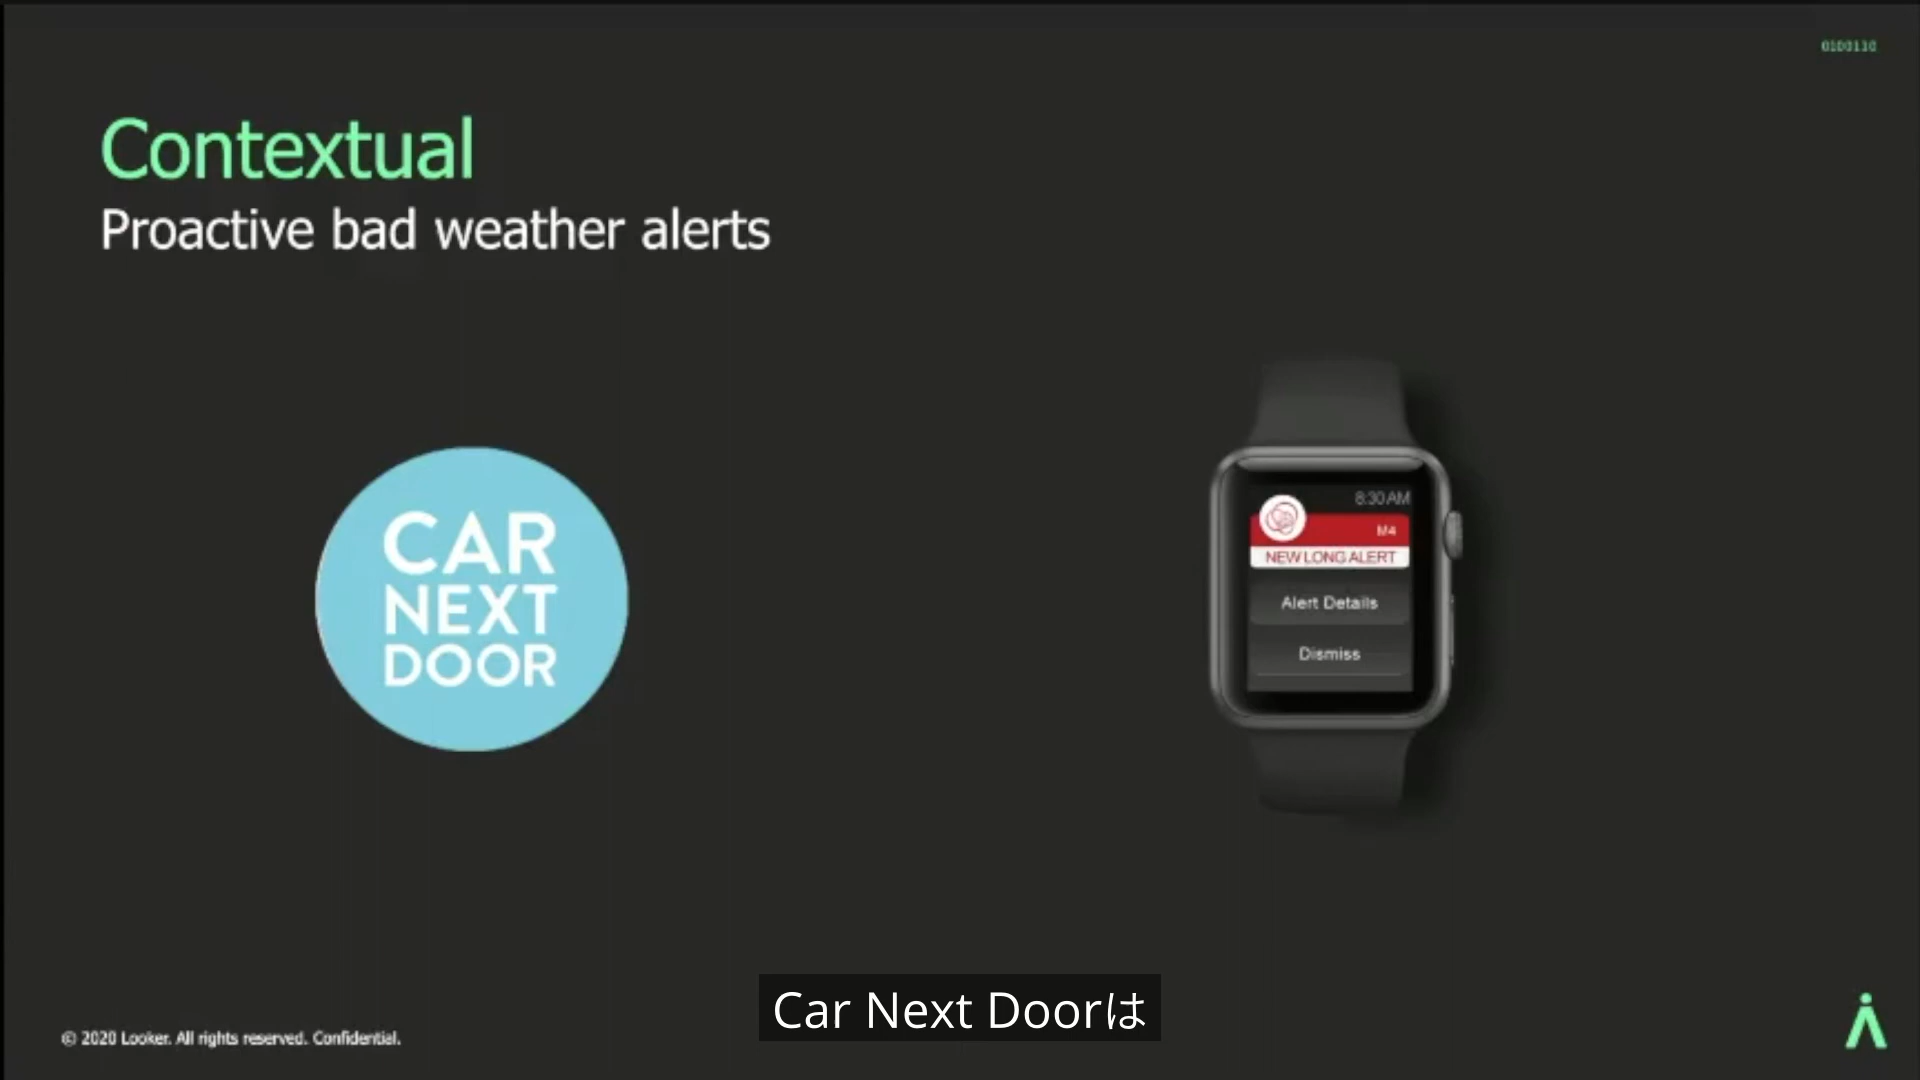 0100110
Contextual
Proactive bad weather alerts
CAR
NEXT
DOOR
8:30 AM
M4
NEW LONG ALERT
Alert Details
Dismiss
Car Next Doorは
© 2020 Looker. All rights reserved. Confidential.